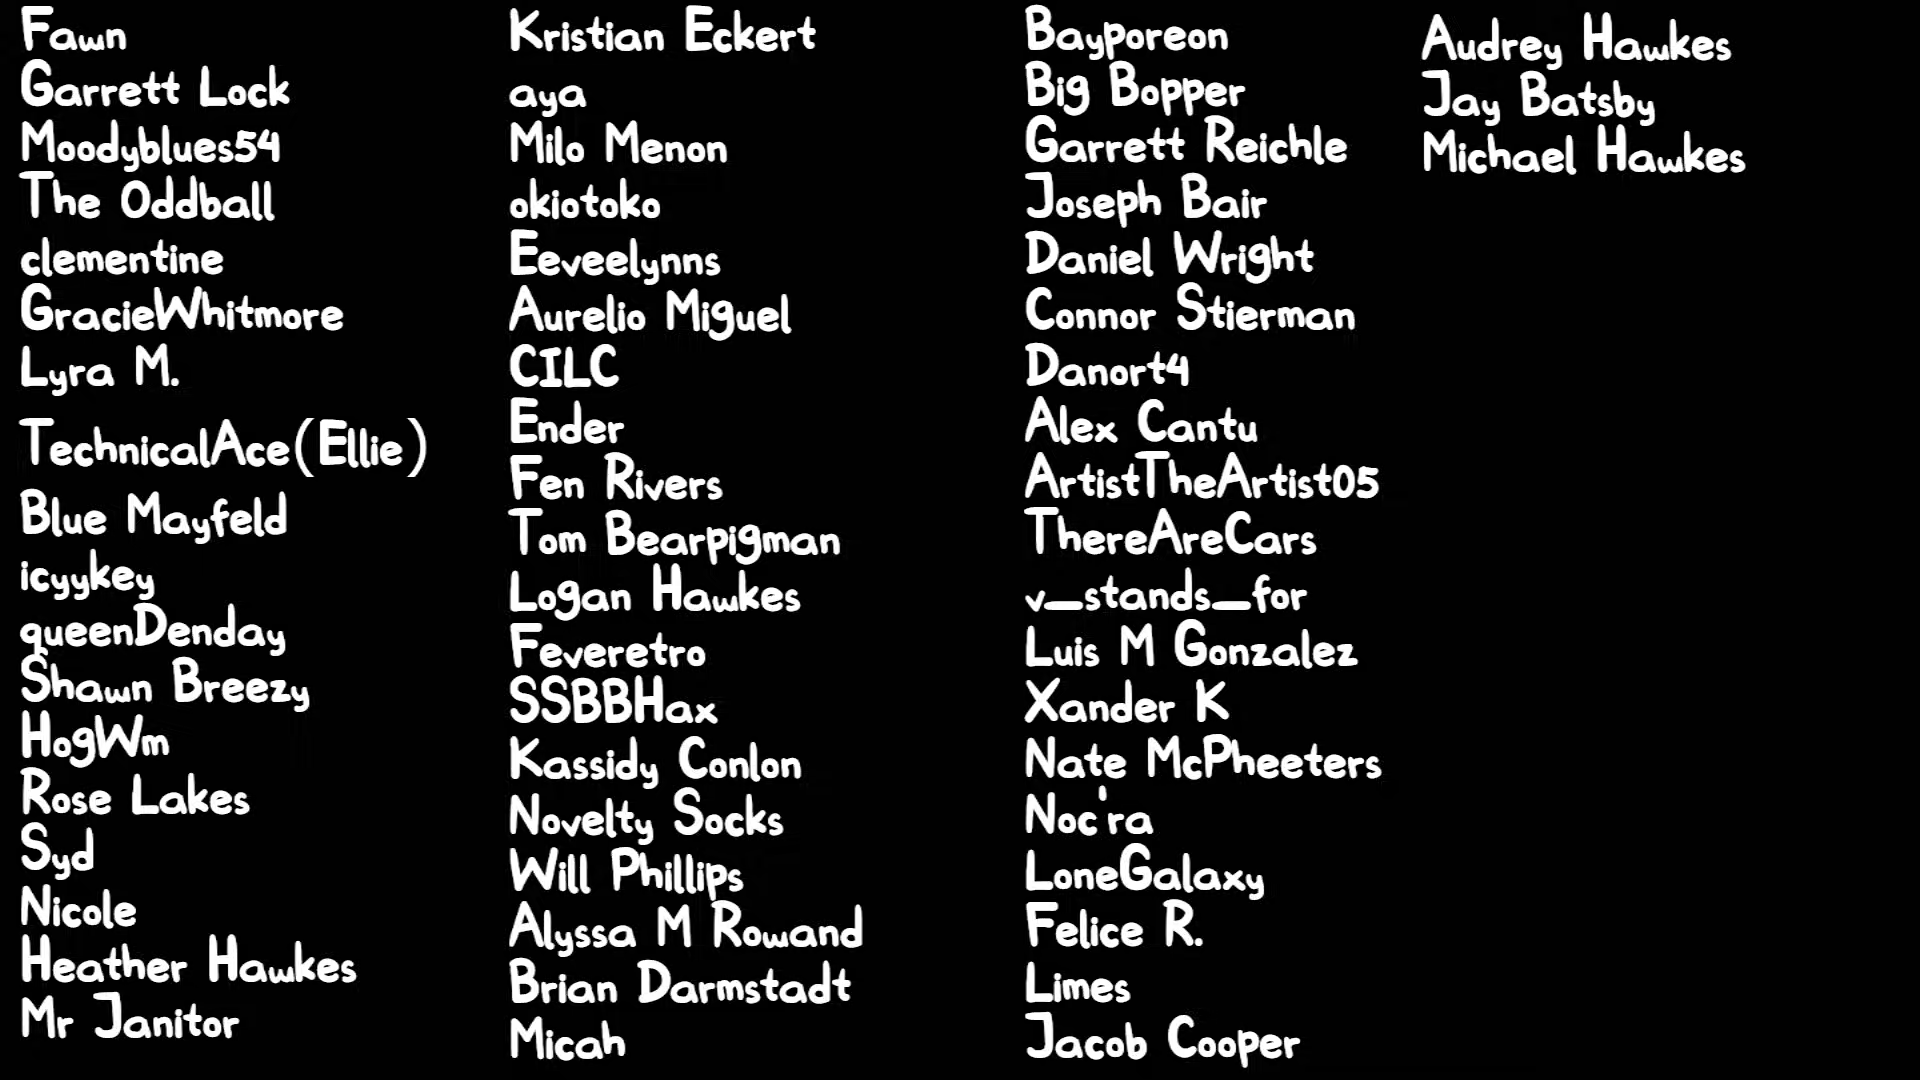 Fawn
Garrett Lock
Moodyblues54
The Oddball
clementine
GracieWhitmore
Lyra M.
TechnicalAce(Ellie)
Blue Mayfeld
icyykey
queenDenday
Shawn Breezy
HogWm
Rose Lakes
Syd
Nicole
Heather Hawkes
Mr Janitor
Kristian Eckert
aya
Milo Menon
okiotoko
Eeveelynns
Aurelio Miguel
CILC
Ender
Fen Rivers
Tom Bearpigman
Logan Hawkes
Feveretro
SSBBHax
Kassidy Conlon
Novelty Socks
Will Phillips
Alyssa M Rowand
Brian Darmstadt
Micah
Bayporeon
Big Bopper
Garrett Reichle
Joseph Bair
Daniel Wright
Connor Stierman
Danort4
Alex Cantu
ArtistTheArtist05
ThereAreCars
v_stands_for
Luis M Gonzalez
Xander K
Nate McPheeters
Noc'ra
LoneGalaxy
Felice R.
Limes
Jacob Cooper
Audrey Hawkes
Jay Batsby
Michael Hawkes